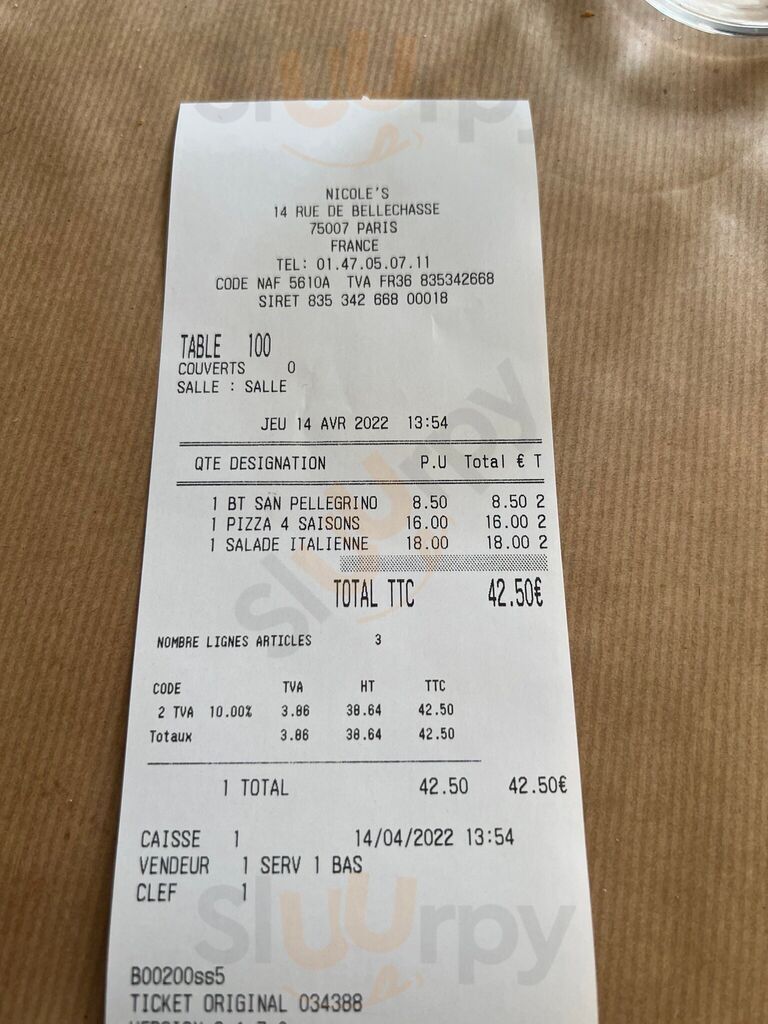 NICOLE'S
14 RUE DE BELLECHASSE
75007 PARIS
FRANCE
TEL: 01.47.05.07.11
CODE NAF 5610A TVA FR36 835342668
SIRET 835 342 668 00018
TABLE 100
COUVERTS 0
SALLE : SALLE
JEU 14 AVR 2022 13:54
QTE DESIGNATION P.U Total € T
1 BT SAN PELLEGRINO 8.50 8.50 2
1 PIZZA 4 SAISONS 16.00 16.00 2
1 SALADE ITALIENNE 18.00 18.00 2
TOTAL TTC 42.50€
NOMBRE LIGNES ARTICLES 3
CODE TVA HT TTC
2 TVA 10.00% 3.86 38.64 42.50
Totaux 3.86 38.64 42.50
1 TOTAL 42.50 42.50€
CAISSE 1 14/04/2022 13:54
VENDEUR 1 SERV 1 BAS
CLEF 1
B00200ss5
TICKET ORIGINAL 034388
sluurpy
sluurpy
sluurpy